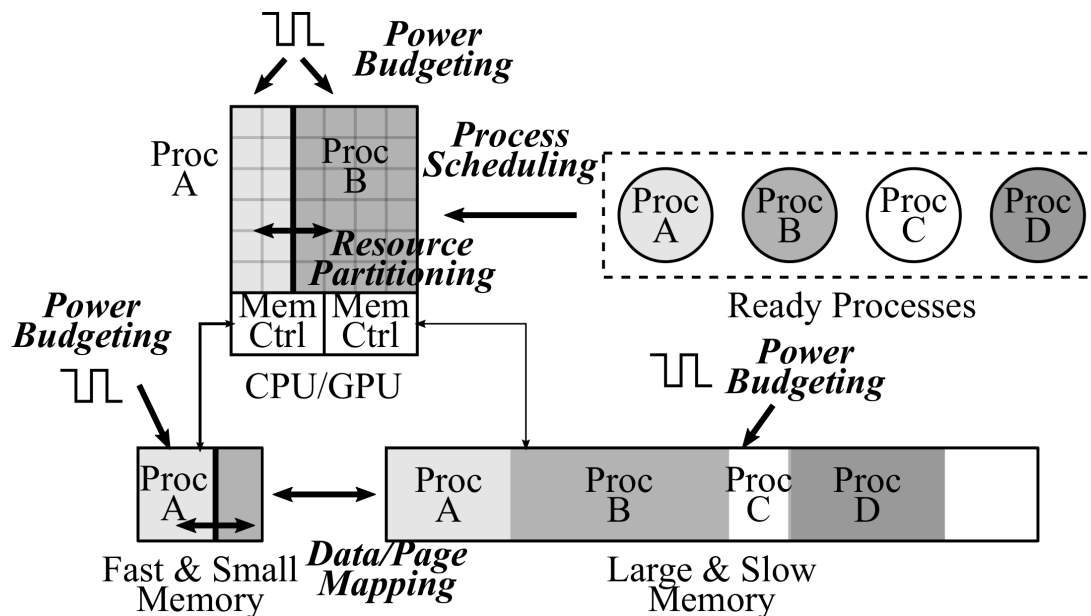 Power
Budgeting
Process
Scheduling
Proc
A
Proc
B
Proc
A
Proc
B
Proc
C
Proc
D
Resource
Partitioning
Ready Processes
Mem
Ctrl
Mem
Ctrl
CPU/GPU
Power
Budgeting
Power
Budgeting
Proc
A
Proc
A
Proc
B
Proc
C
Proc
D
Data/Page
Mapping
Fast & Small
Memory
Large & Slow
Memory